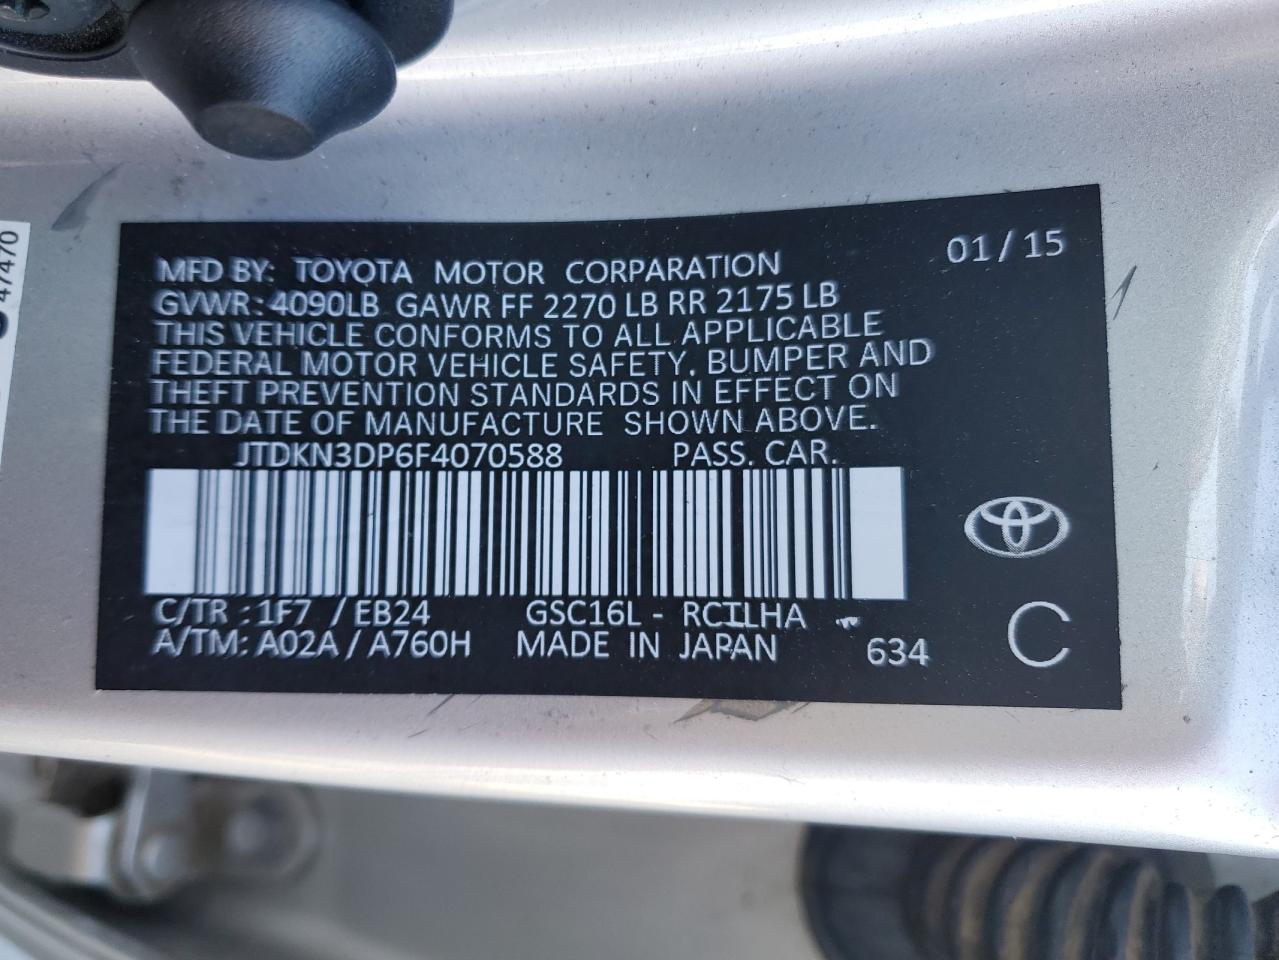 47470
01/15
MFD BY: TOYOTA MOTOR CORPARATION
GVWR: 4090LB GAWR FF 2270 LB RR 2175 LB
THIS VEHICLE CONFORMS TO ALL APPLICABLE
FEDERAL MOTOR VEHICLE SAFETY. BUMPER AND
THEFT PREVENTION STANDARDS IN EFFECT ON
THE DATE OF MANUFACTURE SHOWN ABOVE.
JTDKN3DP6F4070588 PASS. CAR.
C/TR : 1F7 / EB24 GSC16L - RCTLHA
A/TM: A02A / A760H MADE IN JAPAN 634
C